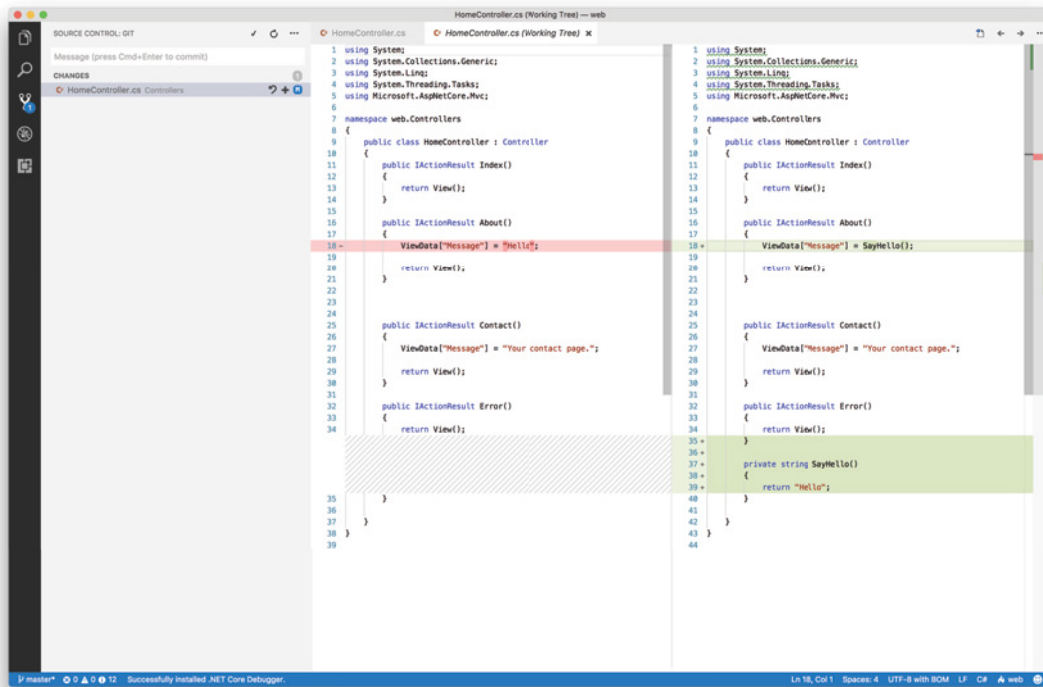 HomeController.cs (Working Tree) — web
SOURCE CONTROL: GIT
Message (press Cmd+Enter to commit)
CHANGES 1
HomeController.cs Controllers M
1
HomeController.cs HomeController.cs (Working Tree)
1 using System;
2 using System.Collections.Generic;
3 using System.Linq;
4 using System.Threading.Tasks;
5 using Microsoft.AspNetCore.Mvc;
6
7 namespace web.Controllers
8 {
9 public class HomeController : Controller
10 {
11 public IActionResult Index()
12 {
13 return View();
14 }
15
16 public IActionResult About()
17 {
18 - ViewData["Message"] = "Hello";
19
20 return View();
21 }
22
23
24
25 public IActionResult Contact()
26 {
27 ViewData["Message"] = "Your contact page.";
28
29 return View();
30 }
31
32 public IActionResult Error()
33 {
34 return View();
35 }
36
37 }
38 }
39
1 using System;
2 using System.Collections.Generic;
3 using System.Linq;
4 using System.Threading.Tasks;
5 using Microsoft.AspNetCore.Mvc;
6
7 namespace web.Controllers
8 {
9 public class HomeController : Controller
10 {
11 public IActionResult Index()
12 {
13 return View();
14 }
15
16 public IActionResult About()
17 {
18 + ViewData["Message"] = SayHello();
19
20 return View();
21 }
22
23
24
25 public IActionResult Contact()
26 {
27 ViewData["Message"] = "Your contact page.";
28
29 return View();
30 }
31
32 public IActionResult Error()
33 {
34 return View();
35 + }
36 +
37 + private string SayHello()
38 + {
39 + return "Hello";
40 }
41
42 }
43 }
44
master* 0 0 12 Successfully installed .NET Core Debugger. Ln 18, Col 1 Spaces: 4 UTF-8 with BOM LF C# web